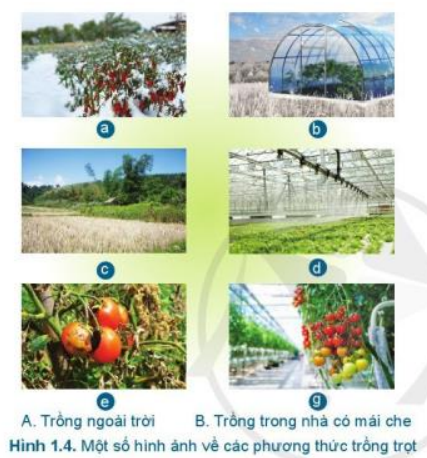 a b
c d
e g
A. Trồng ngoài trời B. Trồng trong nhà có mái che
Hình 1.4. Một số hình ảnh về các phương thức trồng trọt